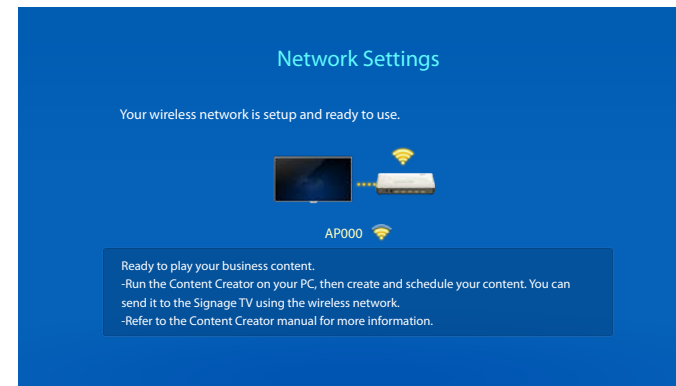 Network Settings
Your wireless network is setup and ready to use.
AP000
Ready to play your business content.
-Run the Content Creator on your PC, then create and schedule your content. You can
send it to the Signage TV using the wireless network.
-Refer to the Content Creator manual for more information.